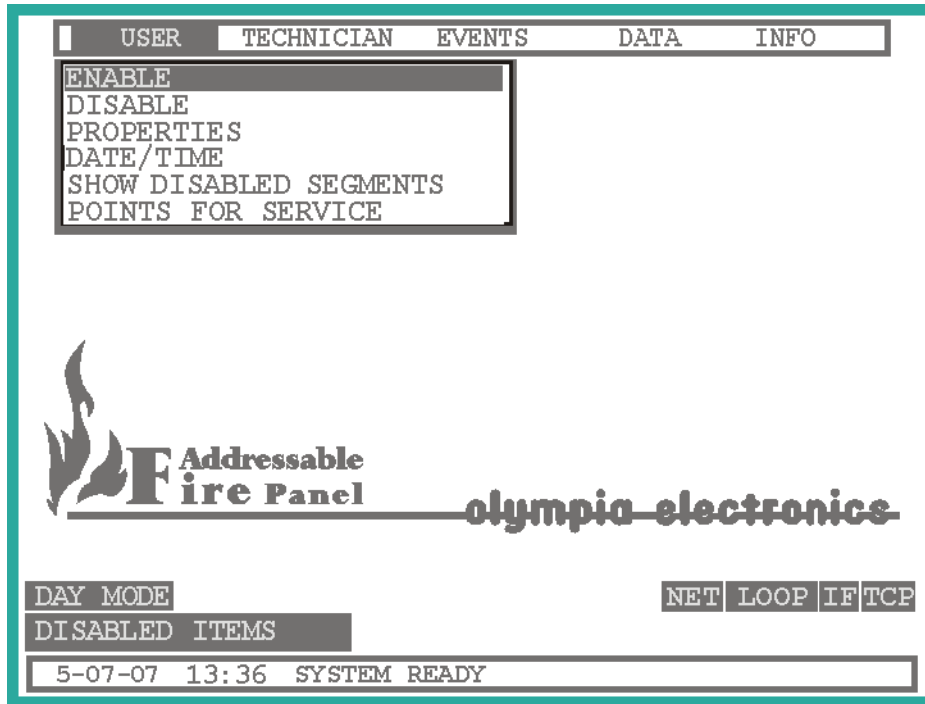 USER TECHNICIAN EVENTS DATA INFO
ENABLE
DISABLE
PROPERTIES
DATE/TIME
SHOW DISABLED SEGMENTS
POINTS FOR SERVICE
Addressable
Fire Panel
olympia electronics
DAY MODE NET LOOP IF TCP
DISABLED ITEMS
5-07-07 13:36 SYSTEM READY